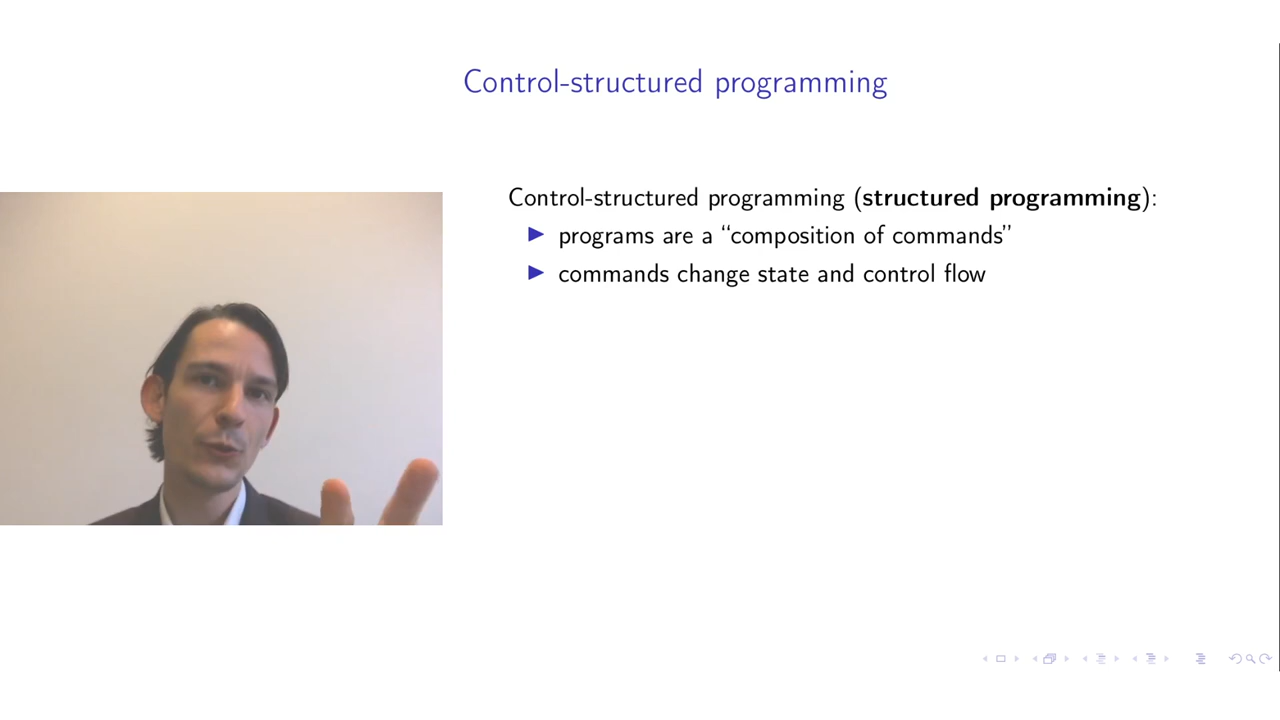 Control-structured programming
Control-structured programming (structured programming):
programs are a “composition of commands”
commands change state and control flow